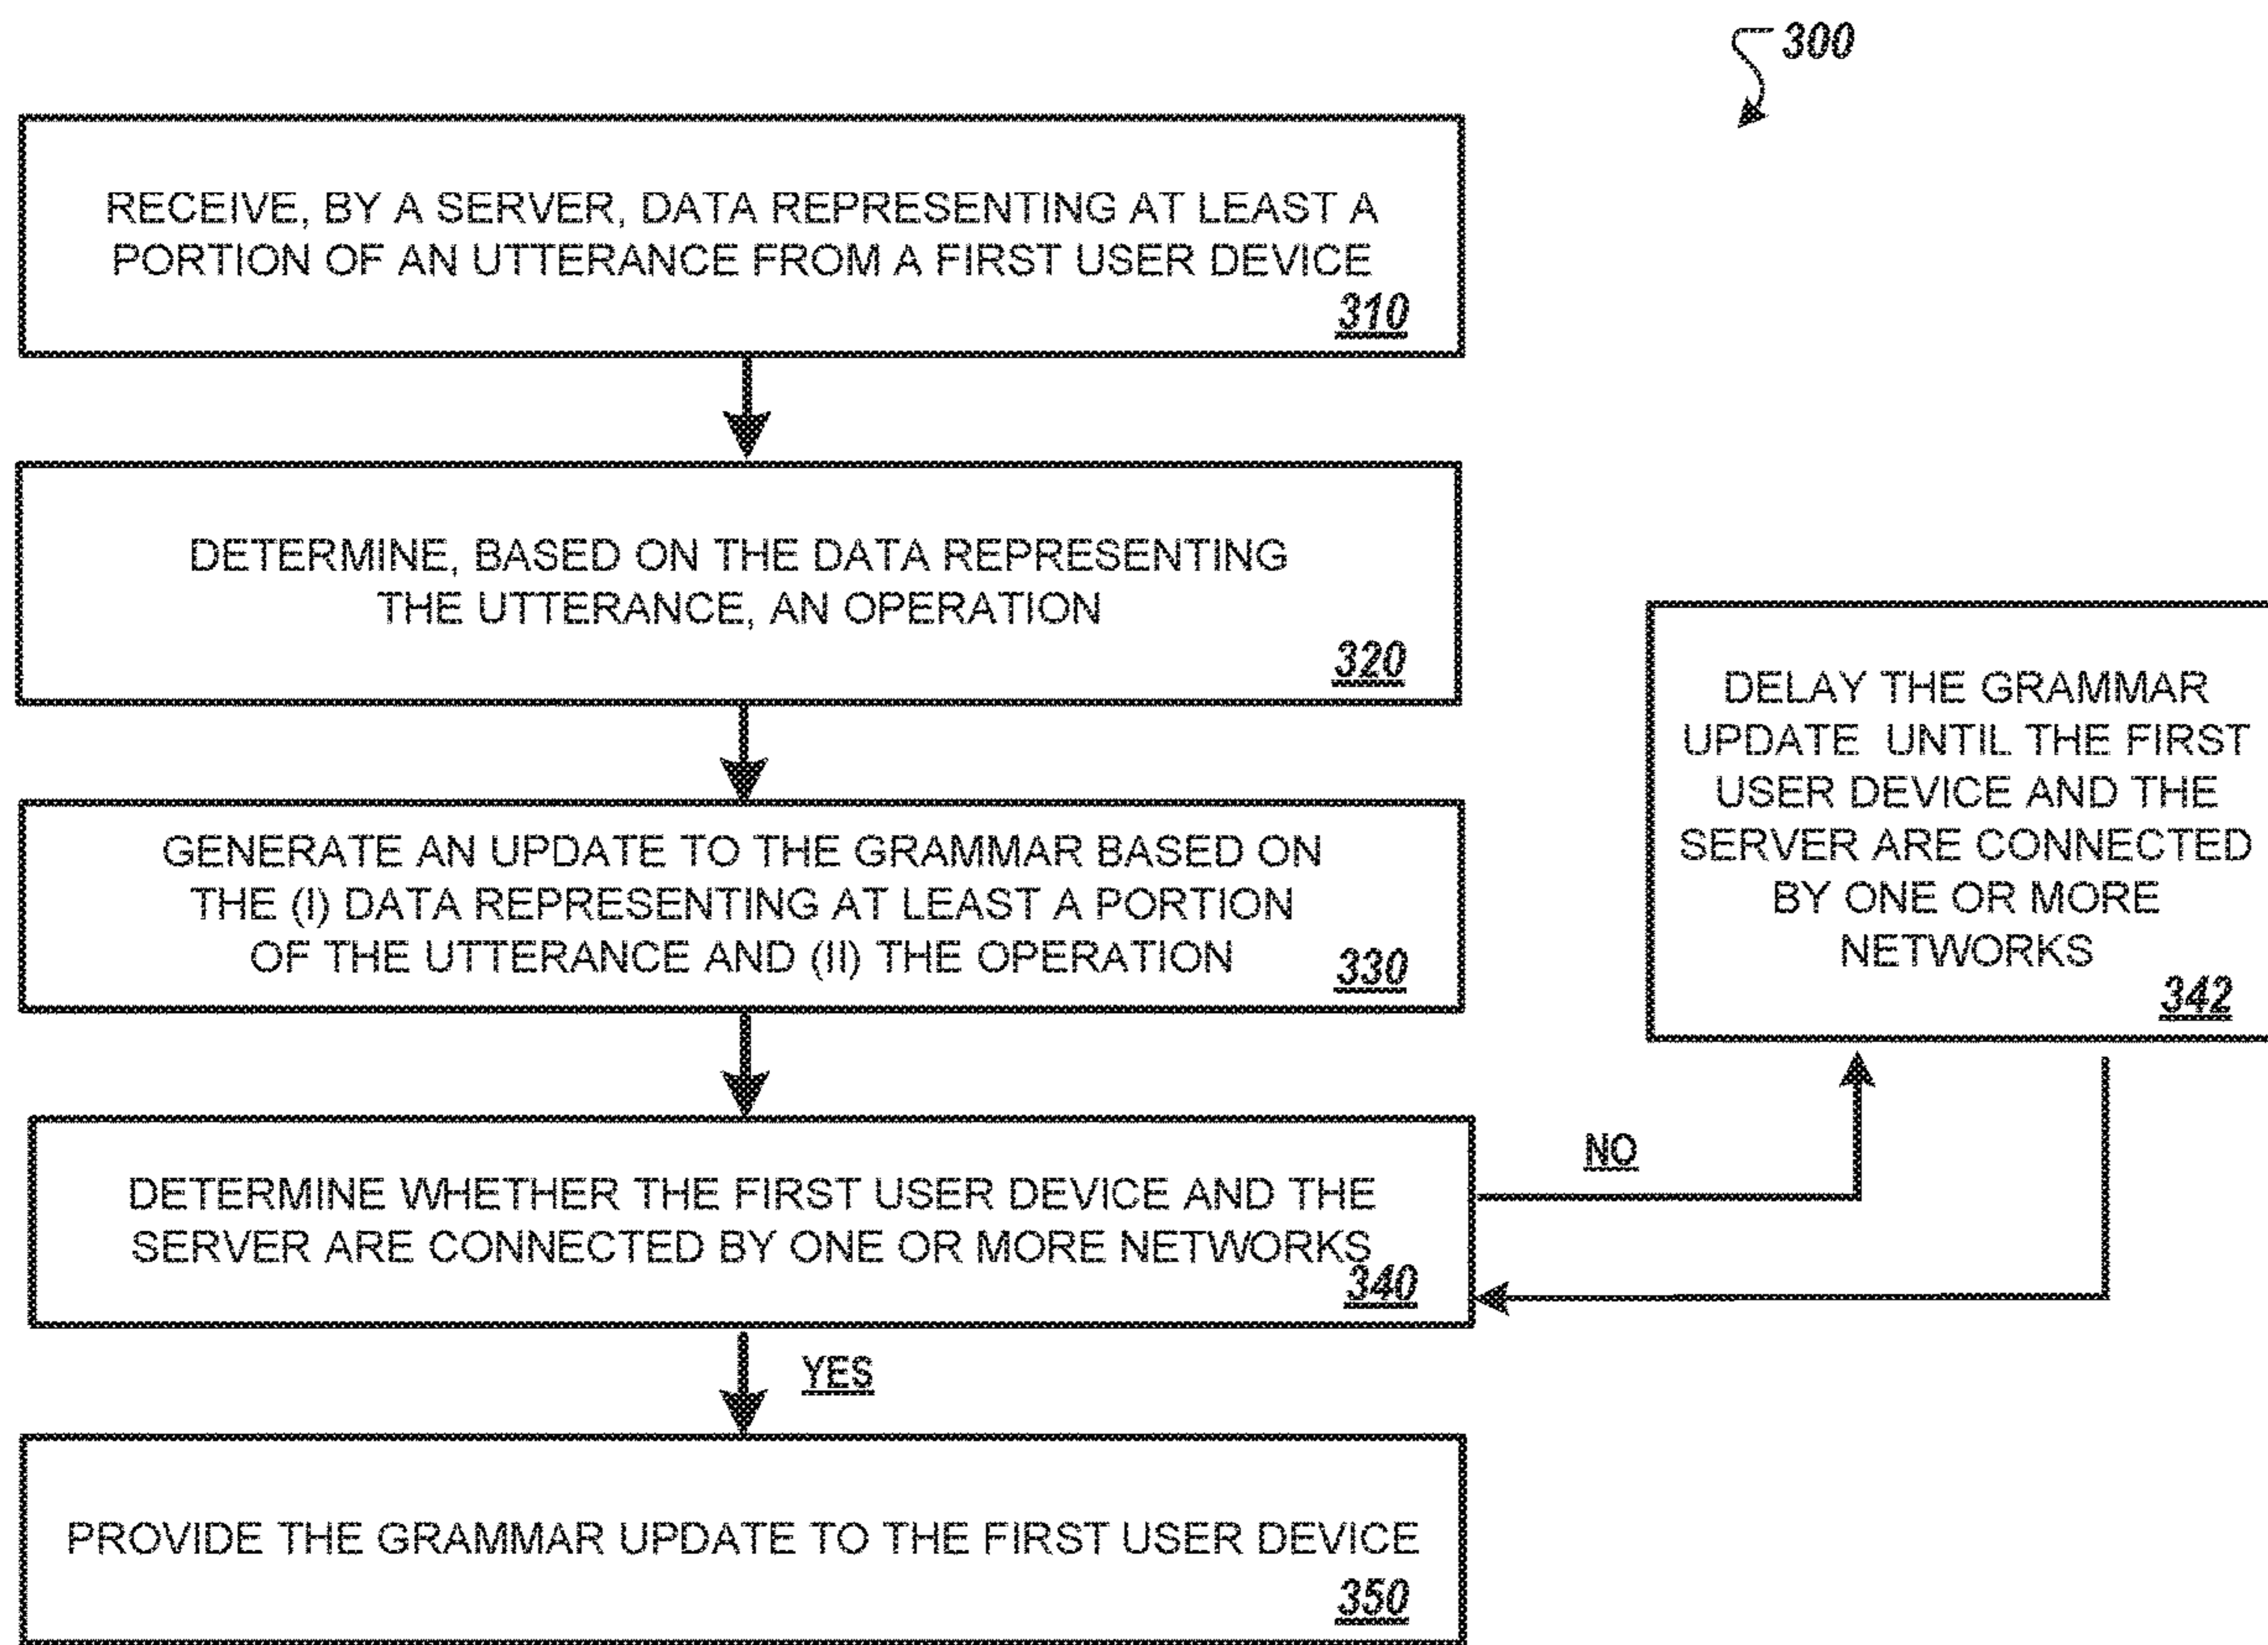 300
RECEIVE, BY A SERVER, DATA REPRESENTING AT LEAST A
PORTION OF AN UTTERANCE FROM A FIRST USER DEVICE
310
DETERMINE, BASED ON THE DATA REPRESENTING
THE UTTERANCE, AN OPERATION
320
GENERATE AN UPDATE TO THE GRAMMAR BASED ON
THE (I) DATA REPRESENTING AT LEAST A PORTION
OF THE UTTERANCE AND (II) THE OPERATION
330
DELAY THE GRAMMAR
UPDATE UNTIL THE FIRST
USER DEVICE AND THE
SERVER ARE CONNECTED
BY ONE OR MORE
NETWORKS
342
DETERMINE WHETHER THE FIRST USER DEVICE AND THE
SERVER ARE CONNECTED BY ONE OR MORE NETWORKS
340
NO
YES
PROVIDE THE GRAMMAR UPDATE TO THE FIRST USER DEVICE
350